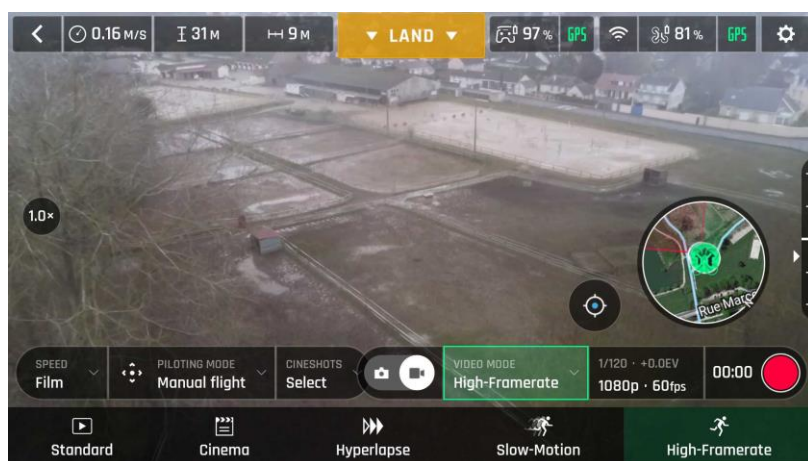 0.16 M/S
31 M
9 M
LAND
97 %
GPS
81 %
GPS
1.0×
Rue Marc
SPEED
Film
PILOTING MODE
Manual flight
CINESHOTS
Select
VIDEO MODE
High-Framerate
1/120 · +0.0EV
1080p · 60fps
00:00
Standard
Cinema
Hyperlapse
Slow-Motion
High-Framerate